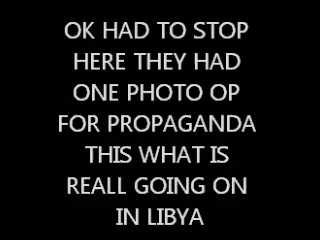 OK HAD TO STOP
HERE THEY HAD
ONE PHOTO OP
FOR PROPAGANDA
THIS WHAT IS
REALL GOING ON
IN LIBYA